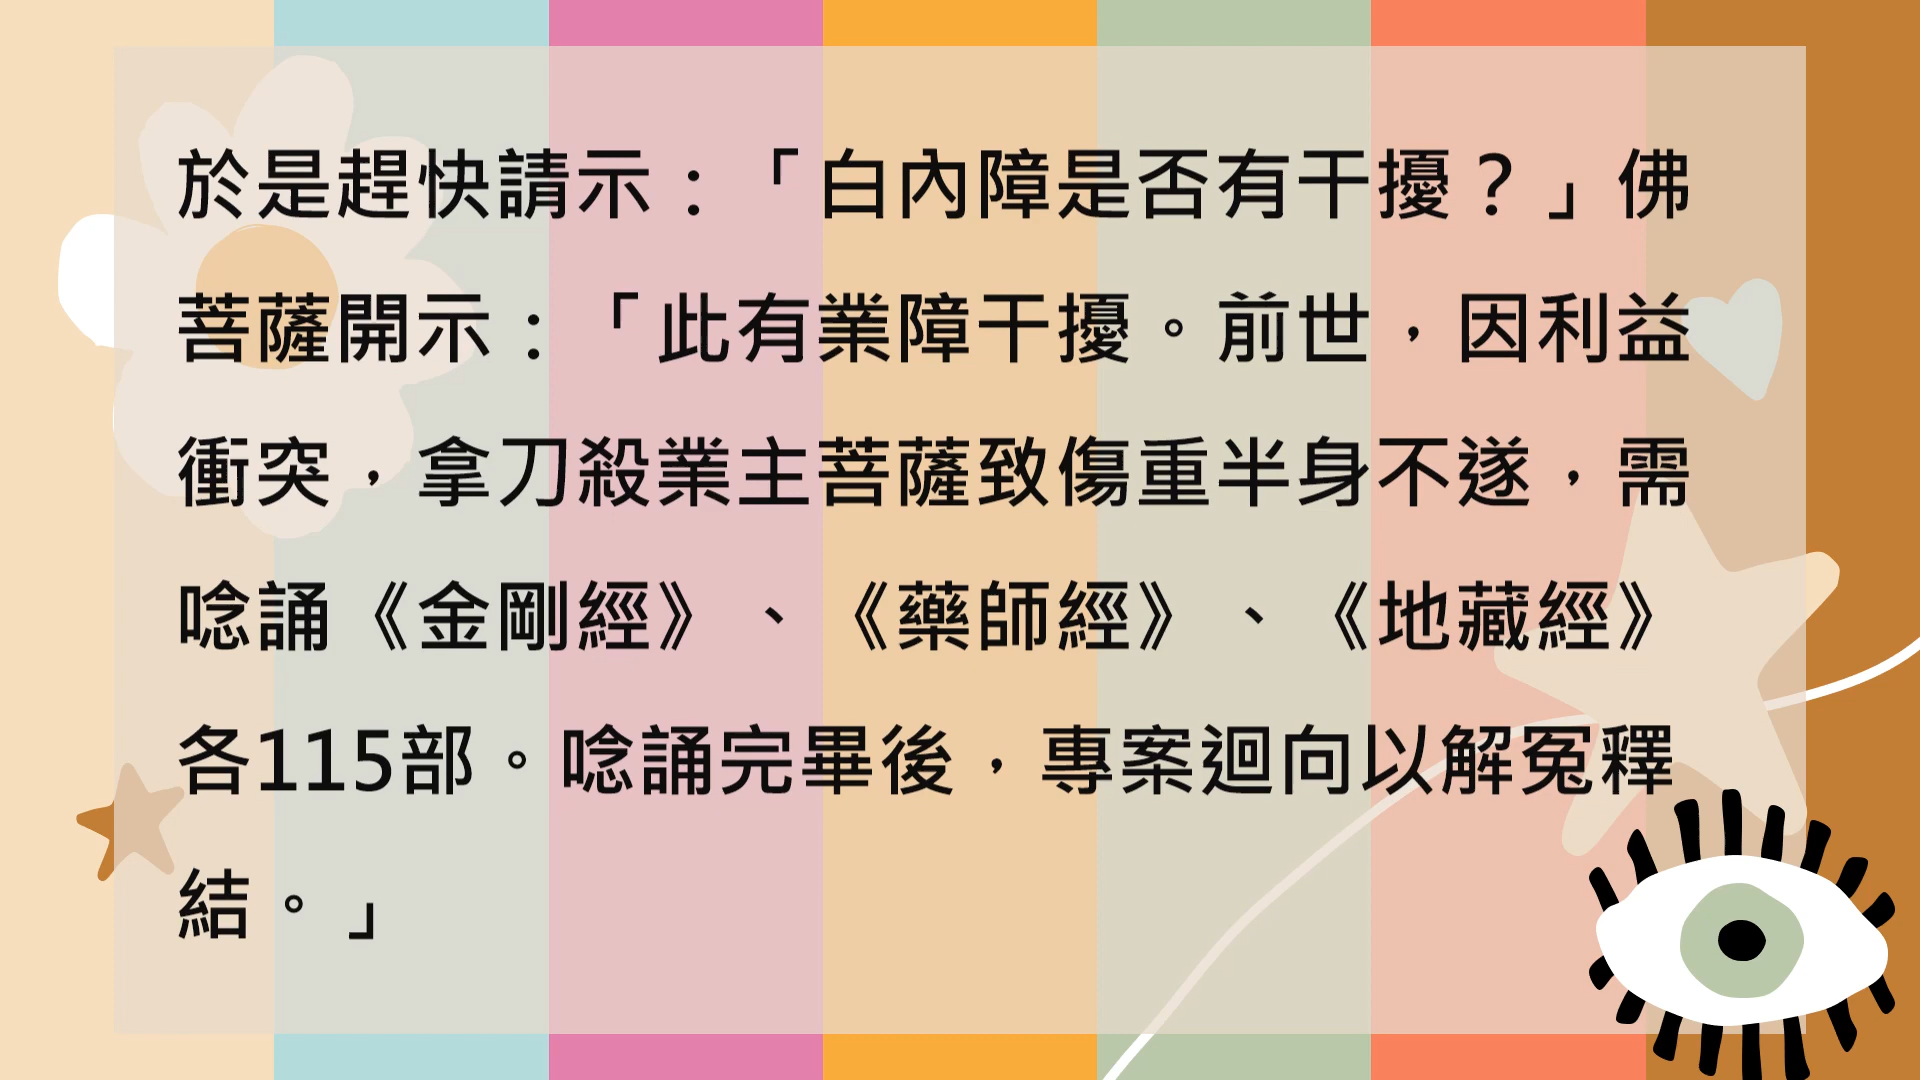 於是趕快請示：「白內障是否有干擾？」佛
菩薩開示：「此有業障干擾。前世，因利益
衝突，拿刀殺業主菩薩致傷重半身不遂，需
唸誦《金剛經》、《藥師經》、《地藏經》
各115部。唸誦完畢後，專案迴向以解冤釋
結。」